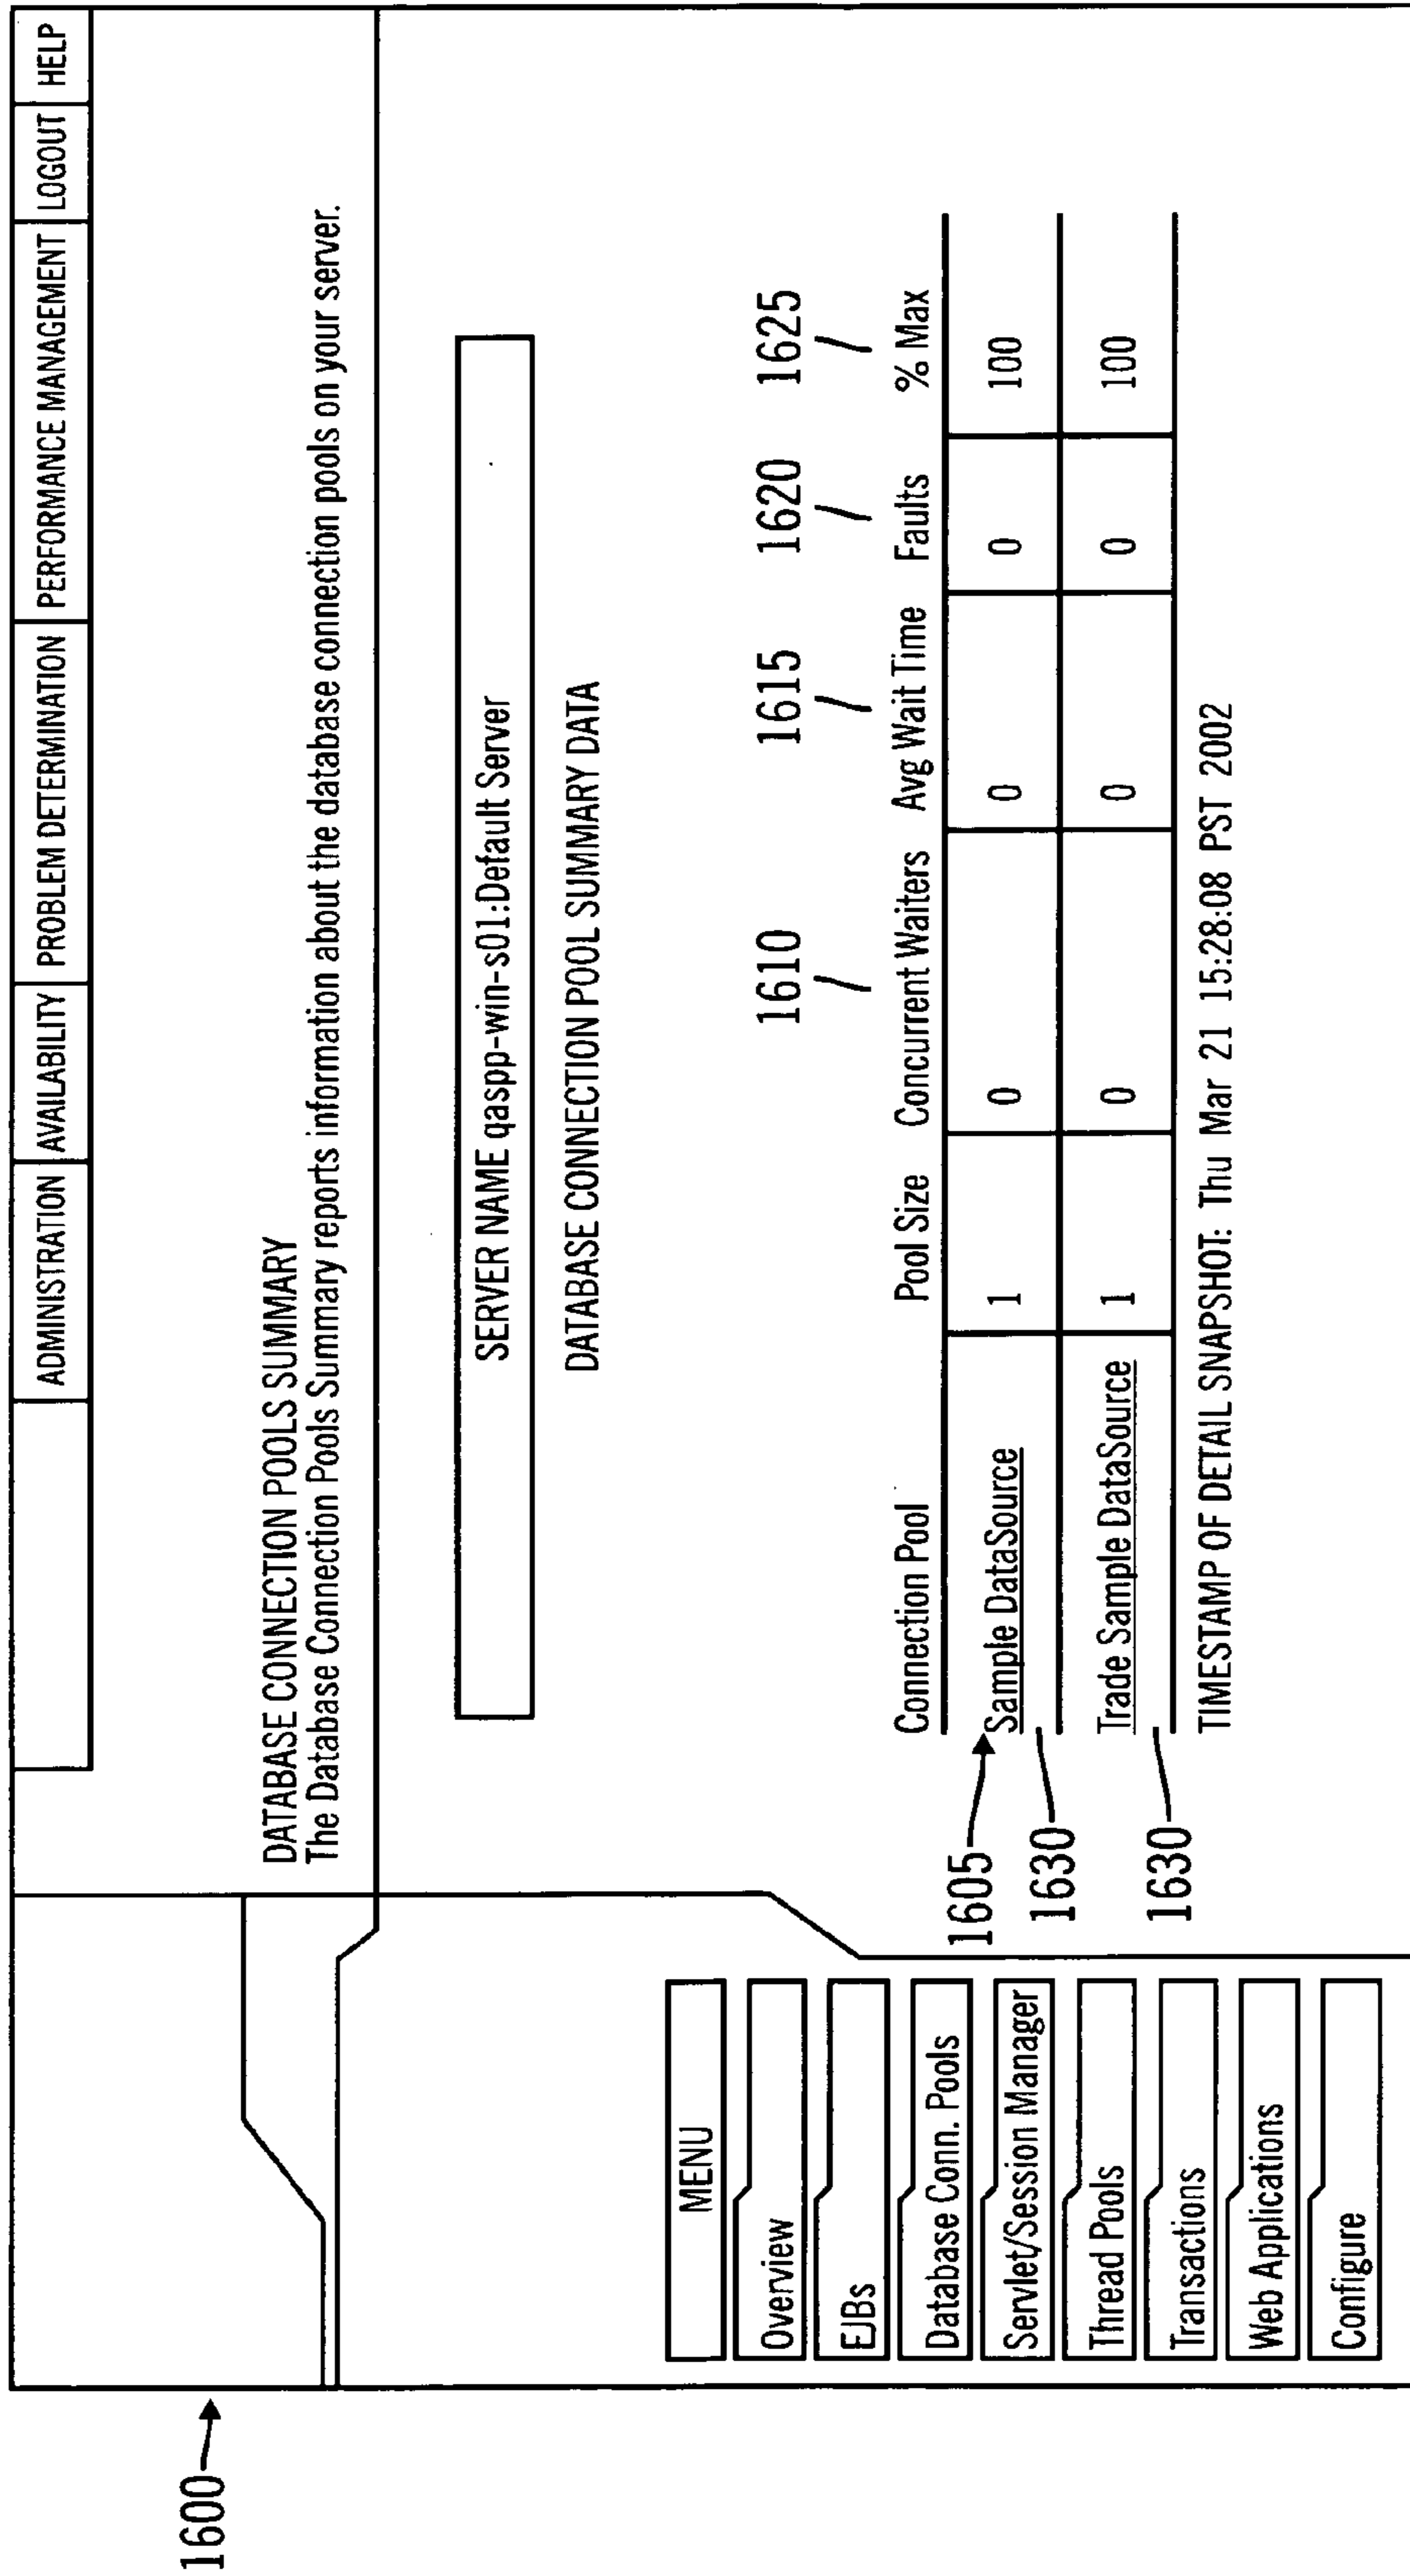 1600
ADMINISTRATION AVAILABILITY PROBLEM DETERMINATION PERFORMANCE MANAGEMENT LOGOUT HELP
DATABASE CONNECTION POOLS SUMMARY
The Database Connection Pools Summary reports information about the database connection pools on your server.
SERVER NAME qaspp-win-s01:Default Server
DATABASE CONNECTION POOL SUMMARY DATA
MENU
Overview
EJBs
Database Conn. Pools
Servlet/Session Manager
Thread Pools
Transactions
Web Applications
Configure
1610 1615 1620 1625
Connection Pool Pool Size Concurrent Waiters Avg Wait Time Faults % Max
1605 Sample DataSource 1 0 0 0 100
1630
Trade Sample DataSource 1 0 0 0 100
1630
TIMESTAMP OF DETAIL SNAPSHOT: Thu Mar 21 15:28:08 PST 2002